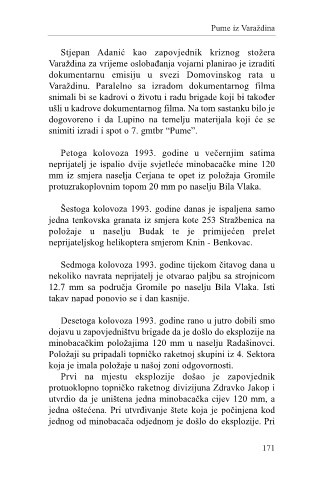 Pume iz Varaždina
Stjepan Adanić kao zapovjednik kriznog stožera
Varaždina za vrijeme oslobađanja vojarni planirao je izraditi
dokumentarnu emisiju u svezi Domovinskog rata u
Varaždinu. Paralelno sa izradom dokumentarnog filma
snimali bi se kadrovi o životu i radu brigade koji bi također
ušli u kadrove dokumentarnog filma. Na tom sastanku bilo je
dogovoreno i da Lupino na temelju materijala koji će se
snimiti izradi i spot o 7. gmtbr “Pume”.
Petoga kolovoza 1993. godine u večernjim satima
neprijatelj je ispalio dvije svjetleće minobacačke mine 120
mm iz smjera naselja Cerjana te opet iz položaja Gromile
protuzrakoplovnim topom 20 mm po naselju Bila Vlaka.
Šestoga kolovoza 1993. godine danas je ispaljena samo
jedna tenkovska granata iz smjera kote 253 Stražbenica na
položaje u naselju Budak te je primijećen prelet
neprijateljskog helikoptera smjerom Knin - Benkovac.
Sedmoga kolovoza 1993. godine tijekom čitavog dana u
nekoliko navrata neprijatelj je otvarao paljbu sa strojnicom
12.7 mm sa područja Gromile po naselju Bila Vlaka. Isti
takav napad ponovio se i dan kasnije.
Desetoga kolovoza 1993. godine rano u jutro dobili smo
dojavu u zapovjedništvu brigade da je došlo do eksplozije na
minobacačkim položajima 120 mm u naselju Radašinovci.
Položaji su pripadali topničko raketnoj skupini iz 4. Sektora
koja je imala položaje u našoj zoni odgovornosti.
Prvi na mjestu eksplozije došao je zapovjednik
protuoklopno topničko raketnog divizijuna Zdravko Jakop i
utvrdio da je uništena jedna minobacačka cijev 120 mm, a
jedna oštećena. Pri utvrđivanje štete koja je počinjena kod
jednog od minobacača odjednom je došlo do eksplozije. Pri
171